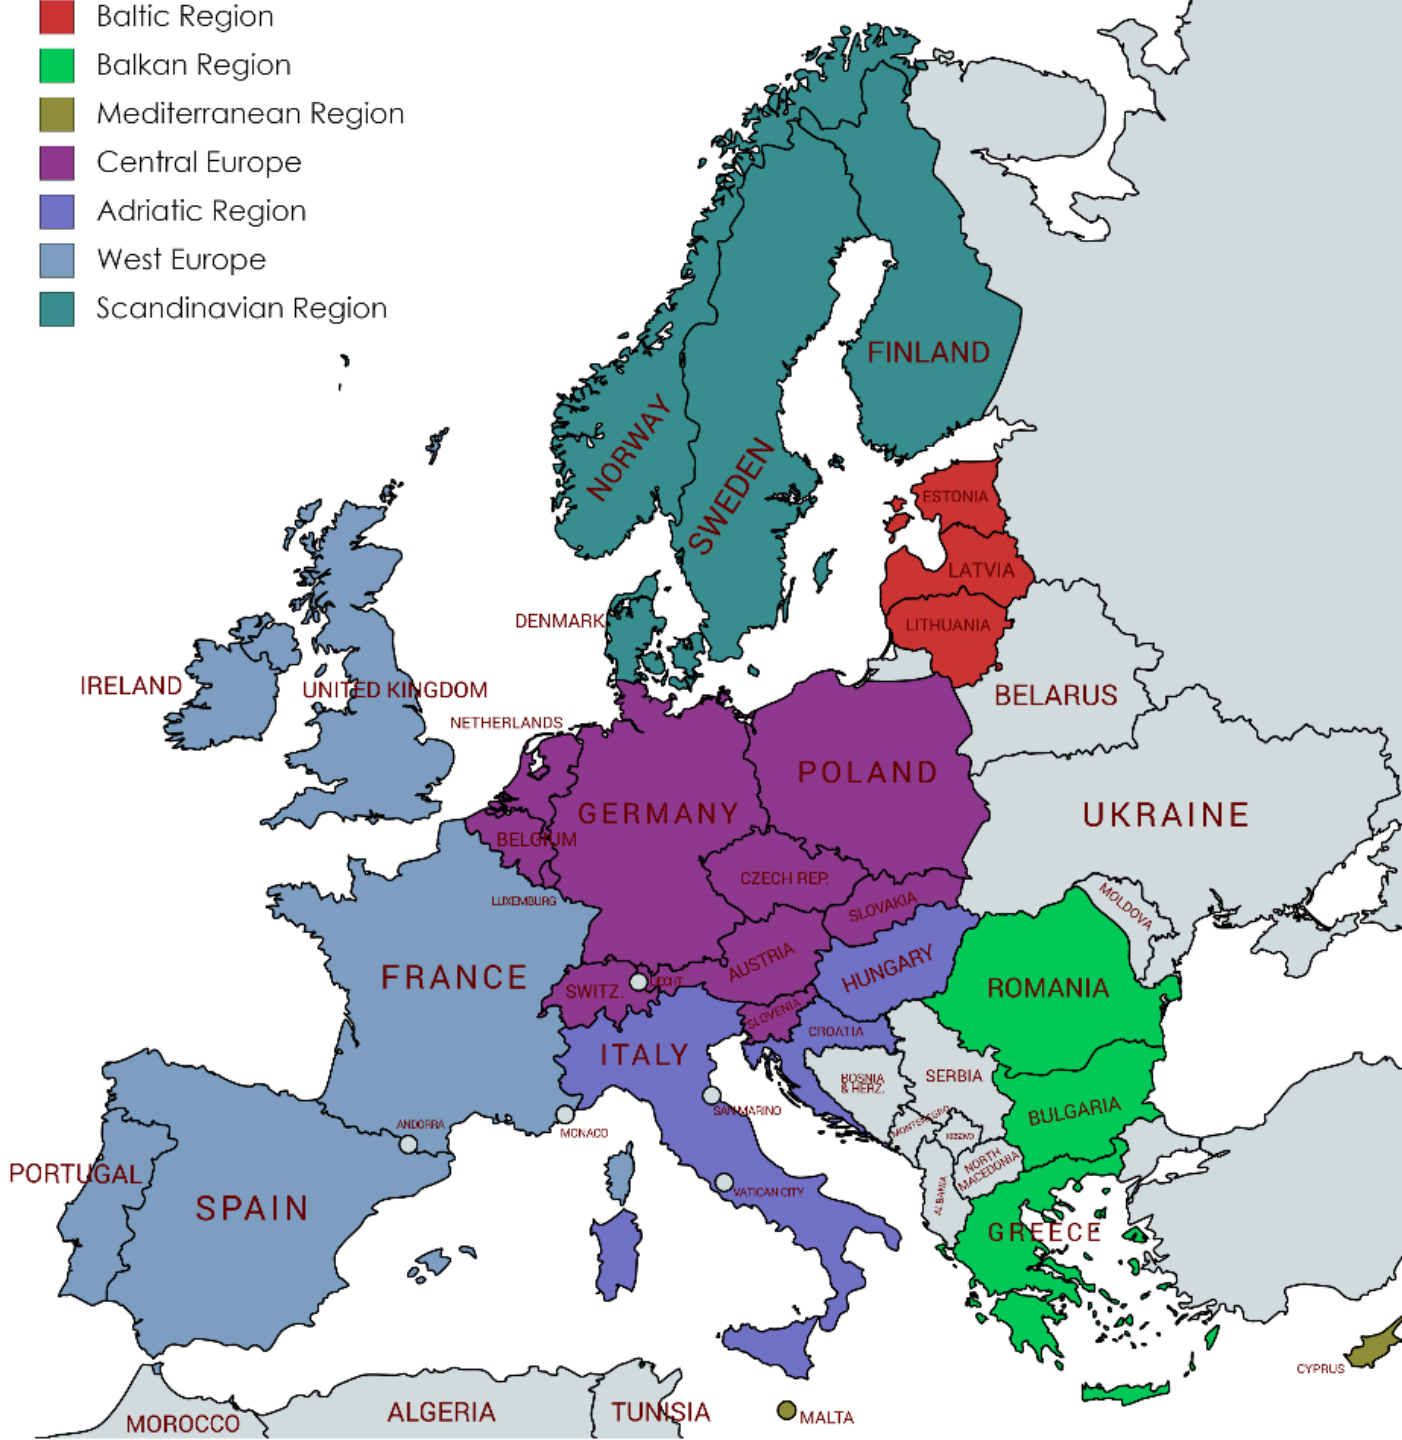 Baltic Region
Balkan Region
Mediterranean Region
Central Europe
Adriatic Region
West Europe
Scandinavian Region
FINLAND
NORWAY
SWEDEN
ESTONIA
LATVIA
LITHUANIA
DENMARK
IRELAND
UNITED KINGDOM
NETHERLANDS
BELARUS
POLAND
GERMANY
UKRAINE
BELGIUM
CZECH REP.
LUXEMBURG
SLOVAKIA
MOLDOVA
FRANCE
AUSTRIA
HUNGARY
SWITZ.
LIECHT.
ROMANIA
SLOVENIA
CROATIA
ITALY
BOSNIA
& HERZ.
SERBIA
SAN MARINO
BULGARIA
ANDORRA
MONACO
MONTENEGRO
KOSOVO
NORTH
MACEDONIA
PORTUGAL
SPAIN
VATICAN CITY
ALBANIA
GREECE
CYPRUS
MOROCCO
ALGERIA
TUNISIA
MALTA